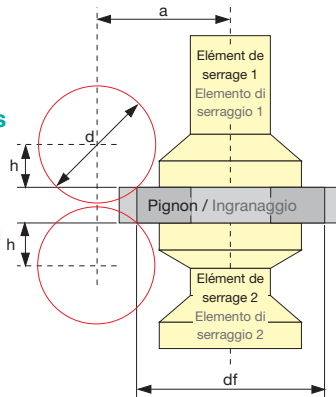 a
Elément de
serrage 1
Elemento di
serraggio 1
s
d
h
Pignon / Ingranaggio
h
Elément de
serrage 2
Elemento di
serraggio 2
df